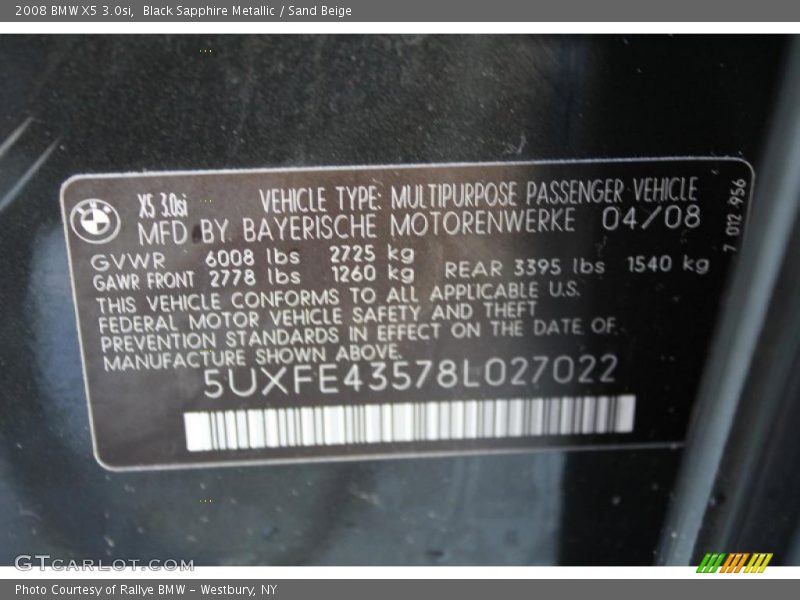 2008 BMW X5 3.0si, Black Sapphire Metallic / Sand Beige
X5 3.0si VEHICLE TYPE: MULTIPURPOSE PASSENGER VEHICLE
MFD BY BAYERISCHE MOTORENWERKE 04/08
GVWR 6008 lbs 2725 kg
GAWR FRONT 2778 lbs 1260 kg REAR 3395 lbs 1540 kg
THIS VEHICLE CONFORMS TO ALL APPLICABLE U.S.
FEDERAL MOTOR VEHICLE SAFETY AND THEFT
PREVENTION STANDARDS IN EFFECT ON THE DATE OF
MANUFACTURE SHOWN ABOVE.
5UXFE43578L027022
7 012 956
GTCARLOT.COM
Photo Courtesy of Rallye BMW - Westbury, NY